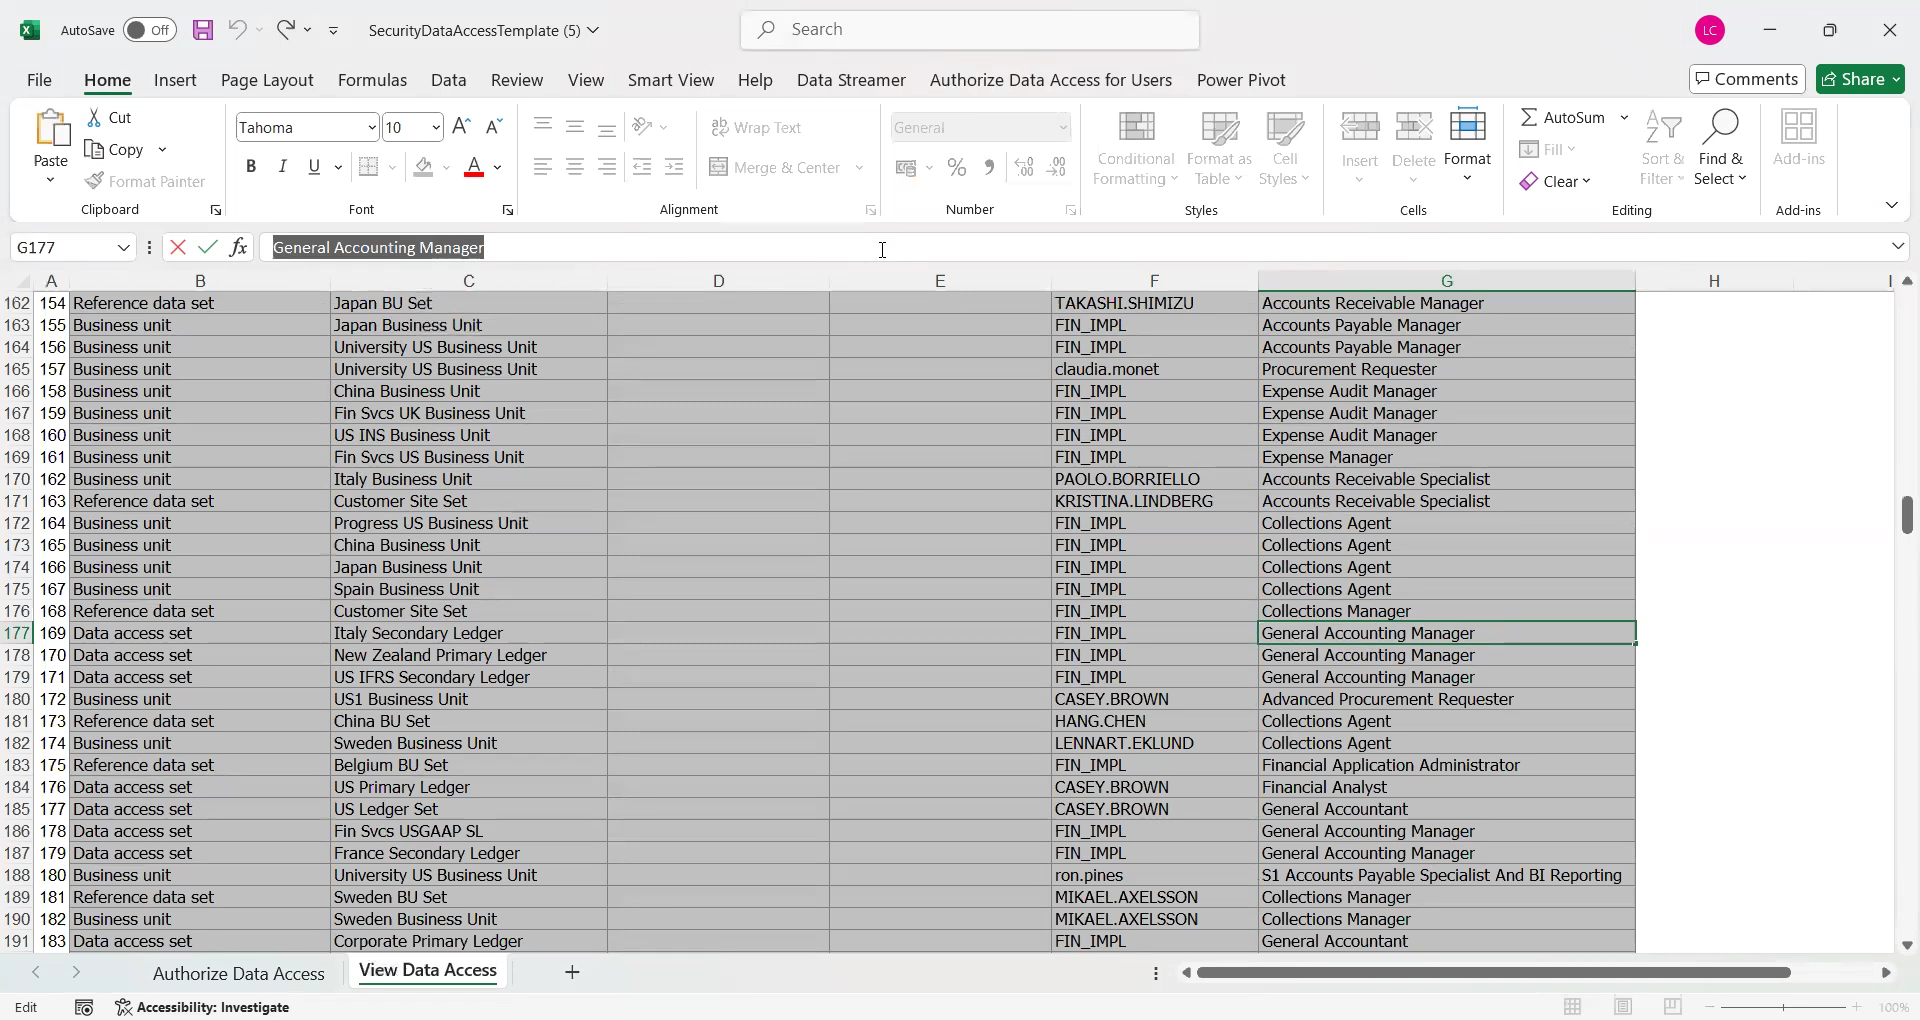 AutoSave Off SecurityDataAccessTemplate (5) Search LC
File Home Insert Page Layout Formulas Data Review View Smart View Help Data Streamer Authorize Data Access for Users Power Pivot Comments Share
Paste Cut Copy Format Painter Clipboard
Tahoma 10 A A B I U A Font
ab Wrap Text Merge & Center Alignment
General % Number
Conditional Formatting Format as Table Cell Styles Styles
Insert Delete Format Cells
AutoSum Fill Clear Sort & Filter Find & Select Editing
Add-ins Add-ins
G177 fx General Accounting Manager
A B C D E F G H I
162 154 Reference data set Japan BU Set TAKASHI.SHIMIZU Accounts Receivable Manager
163 155 Business unit Japan Business Unit FIN_IMPL Accounts Payable Manager
164 156 Business unit University US Business Unit FIN_IMPL Accounts Payable Manager
165 157 Business unit University US Business Unit claudia.monet Procurement Requester
166 158 Business unit China Business Unit FIN_IMPL Expense Audit Manager
167 159 Business unit Fin Svcs UK Business Unit FIN_IMPL Expense Audit Manager
168 160 Business unit US INS Business Unit FIN_IMPL Expense Audit Manager
169 161 Business unit Fin Svcs US Business Unit FIN_IMPL Expense Manager
170 162 Business unit Italy Business Unit PAOLO.BORRIELLO Accounts Receivable Specialist
171 163 Reference data set Customer Site Set KRISTINA.LINDBERG Accounts Receivable Specialist
172 164 Business unit Progress US Business Unit FIN_IMPL Collections Agent
173 165 Business unit China Business Unit FIN_IMPL Collections Agent
174 166 Business unit Japan Business Unit FIN_IMPL Collections Agent
175 167 Business unit Spain Business Unit FIN_IMPL Collections Agent
176 168 Reference data set Customer Site Set FIN_IMPL Collections Manager
177 169 Data access set Italy Secondary Ledger FIN_IMPL General Accounting Manager
178 170 Data access set New Zealand Primary Ledger FIN_IMPL General Accounting Manager
179 171 Data access set US IFRS Secondary Ledger FIN_IMPL General Accounting Manager
180 172 Business unit US1 Business Unit CASEY.BROWN Advanced Procurement Requester
181 173 Reference data set China BU Set HANG.CHEN Collections Agent
182 174 Business unit Sweden Business Unit LENNART.EKLUND Collections Agent
183 175 Reference data set Belgium BU Set FIN_IMPL Financial Application Administrator
184 176 Data access set US Primary Ledger CASEY.BROWN Financial Analyst
185 177 Data access set US Ledger Set CASEY.BROWN General Accountant
186 178 Data access set Fin Svcs USGAAP SL FIN_IMPL General Accounting Manager
187 179 Data access set France Secondary Ledger FIN_IMPL General Accounting Manager
188 180 Business unit University US Business Unit ron.pines S1 Accounts Payable Specialist And BI Reporting
189 181 Reference data set Sweden BU Set MIKAEL.AXELSSON Collections Manager
190 182 Business unit Sweden Business Unit MIKAEL.AXELSSON Collections Manager
191 183 Data access set Corporate Primary Ledger FIN_IMPL General Accountant
Authorize Data Access View Data Access
Edit Accessibility: Investigate 100%